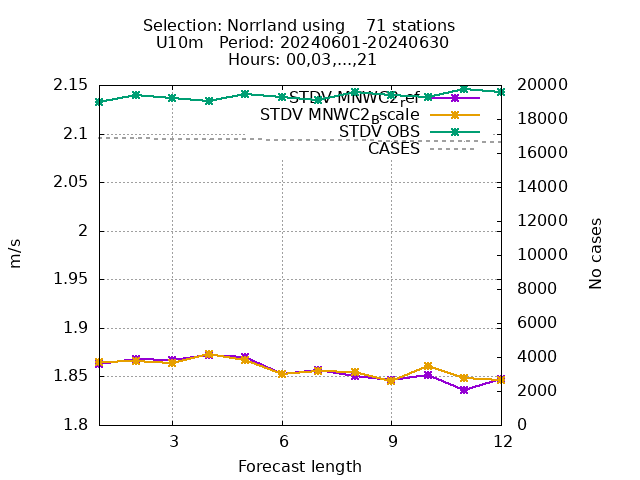 Selection: Norrland using    71 stations
U10m   Period: 20240601-20240630
Hours: 00,03,...,21
STDV MNWC2_ref
STDV MNWC2_Bscale
STDV OBS
CASES
2.15
2.1
2.05
2
1.95
1.9
1.85
1.8
20000
18000
16000
14000
12000
10000
8000
6000
4000
2000
0
m/s
No cases
3
6
9
12
Forecast length